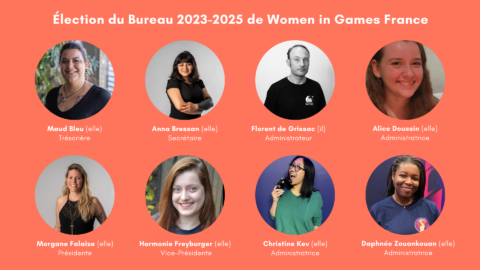 Élection du Bureau 2023-2025 de Women in Games France
Maud Bleu (elle)
Trésorière
Anna Bressan (elle)
Secrétaire
Florent de Grissac (il)
Administrateur
Alice Doussin (elle)
Administratrice
Morgane Falaize (elle)
Présidente
Harmonie Freyburger (elle)
Vice-Présidente
Christine Kev (elle)
Administratrice
Daphnée Zouankouan (elle)
Administratrice